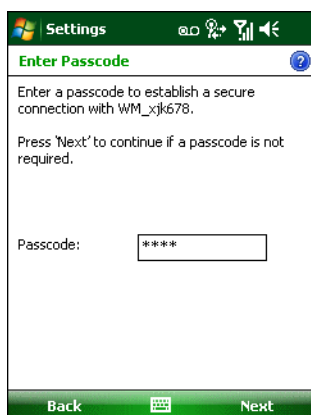 Settings
Enter Passcode
Enter a passcode to establish a secure
connection with WM_xjk678.
Press 'Next' to continue if a passcode is not
required.
Passcode: ****
Back Next